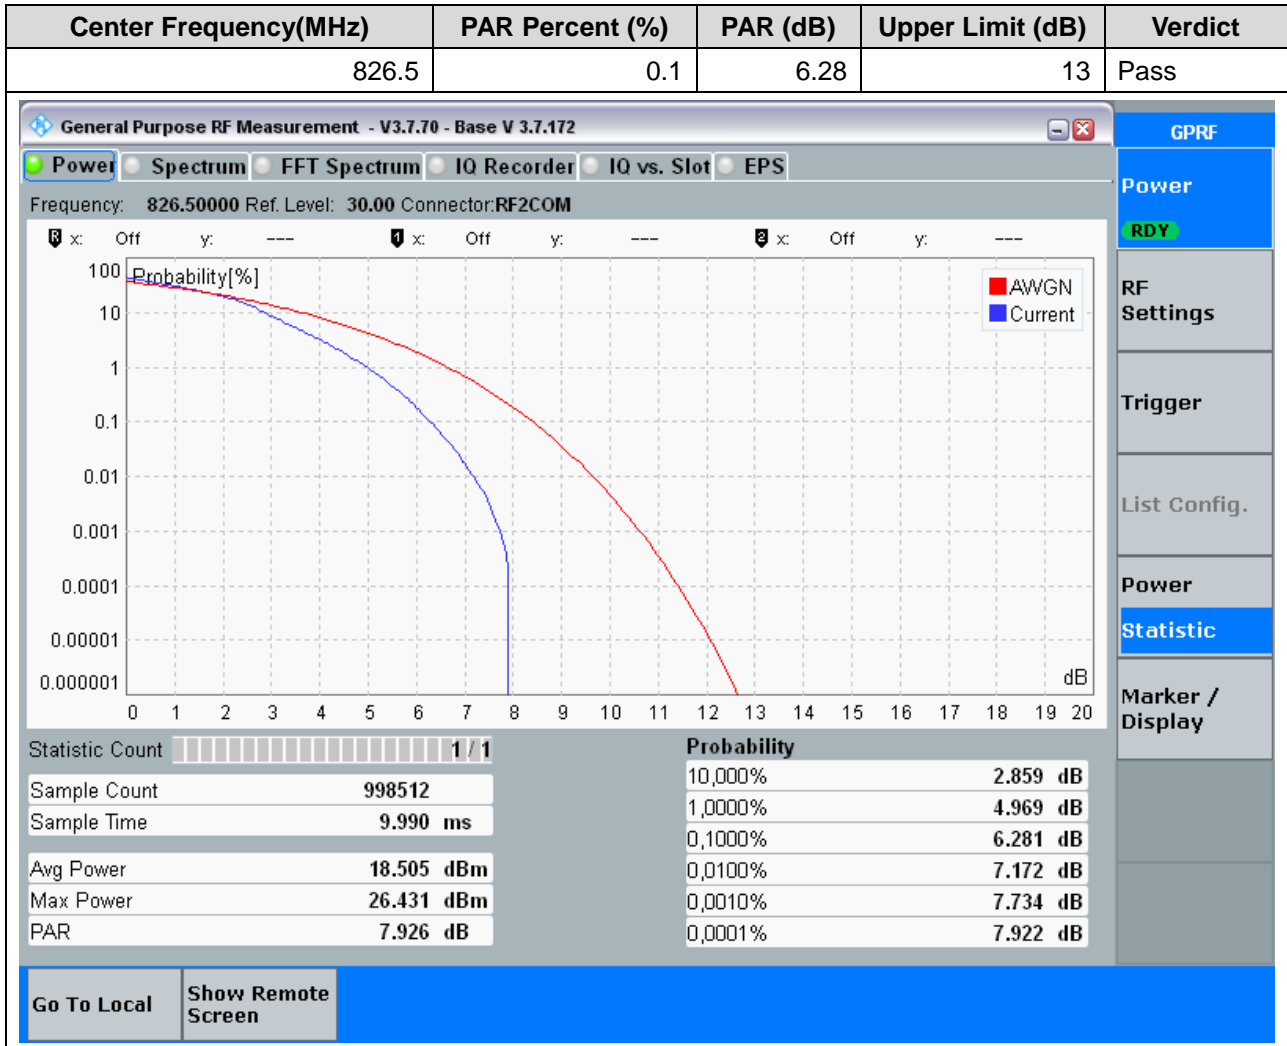 Center Frequency(MHz) PAR Percent (%) PAR (dB) Upper Limit (dB) Verdict
826.5 0.1 6.28 13 Pass
General Purpose RF Measurement - V3.7.70 - Base V 3.7.172
GPRF
Power Spectrum FFT Spectrum IQ Recorder IQ vs. Slot EPS
Frequency: 826.50000 Ref. Level: 30.00 Connector:RF2COM
R x: Off y: --- 1 x: Off y: --- 2 x: Off y: ---
Probability[%]
AWGN
Current
100
10
1
0.1
0.01
0.001
0.0001
0.00001
0.000001
dB
0 1 2 3 4 5 6 7 8 9 10 11 12 13 14 15 16 17 18 19 20
Statistic Count 1 / 1
Sample Count 998512
Sample Time 9.990 ms
Avg Power 18.505 dBm
Max Power 26.431 dBm
PAR 7.926 dB
Probability
10,000% 2.859 dB
1,0000% 4.969 dB
0,1000% 6.281 dB
0,0100% 7.172 dB
0,0010% 7.734 dB
0,0001% 7.922 dB
Power
RDY
RF
Settings
Trigger
List Config.
Power
Statistic
Marker /
Display
Go To Local
Show Remote
Screen